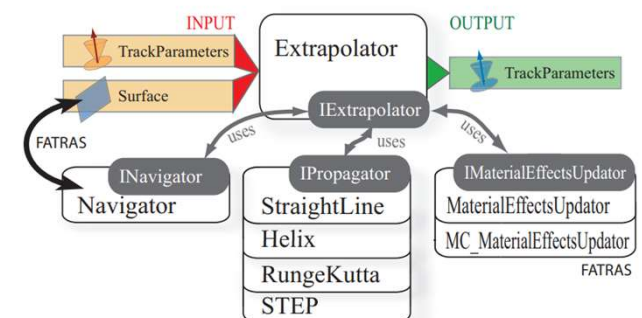 INPUT
OUTPUT
TrackParameters
Surface
Extrapolator
IExtrapolator
TrackParameters
FATRAS
uses
uses
uses
INavigator
Navigator
IPropagator
StraightLine
Helix
RungeKutta
STEP
IMaterialEffectsUpdator
MaterialEffectsUpdator
MC_MaterialEffectsUpdator
FATRAS